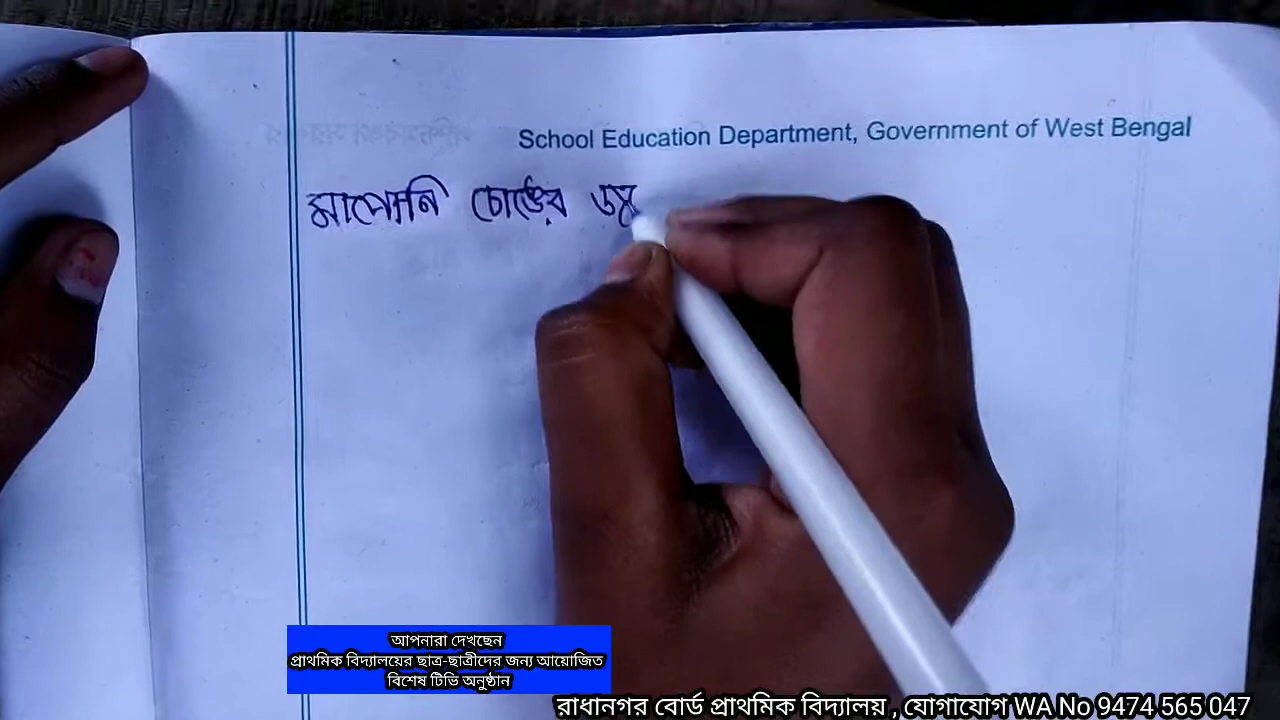 School Education Department, Government of West Bengal
চোঙের
আপনারা দেখছেন
প্রাথমিক বিদ্যালয়ের ছাত্র-ছাত্রীদের জন্য আয়োজিত
বিশেষ টিভি অনুষ্ঠান
রাধানগর বোর্ড প্রাথমিক বিদ্যালয় , যোগাযোগ WA No 9474 565 047